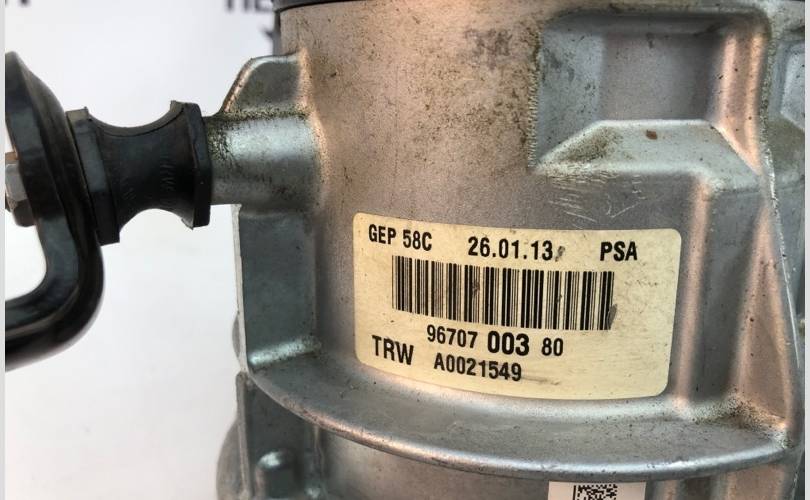 GEP 58C 26.01.13 PSA
96707 003 80
TRW A0021549